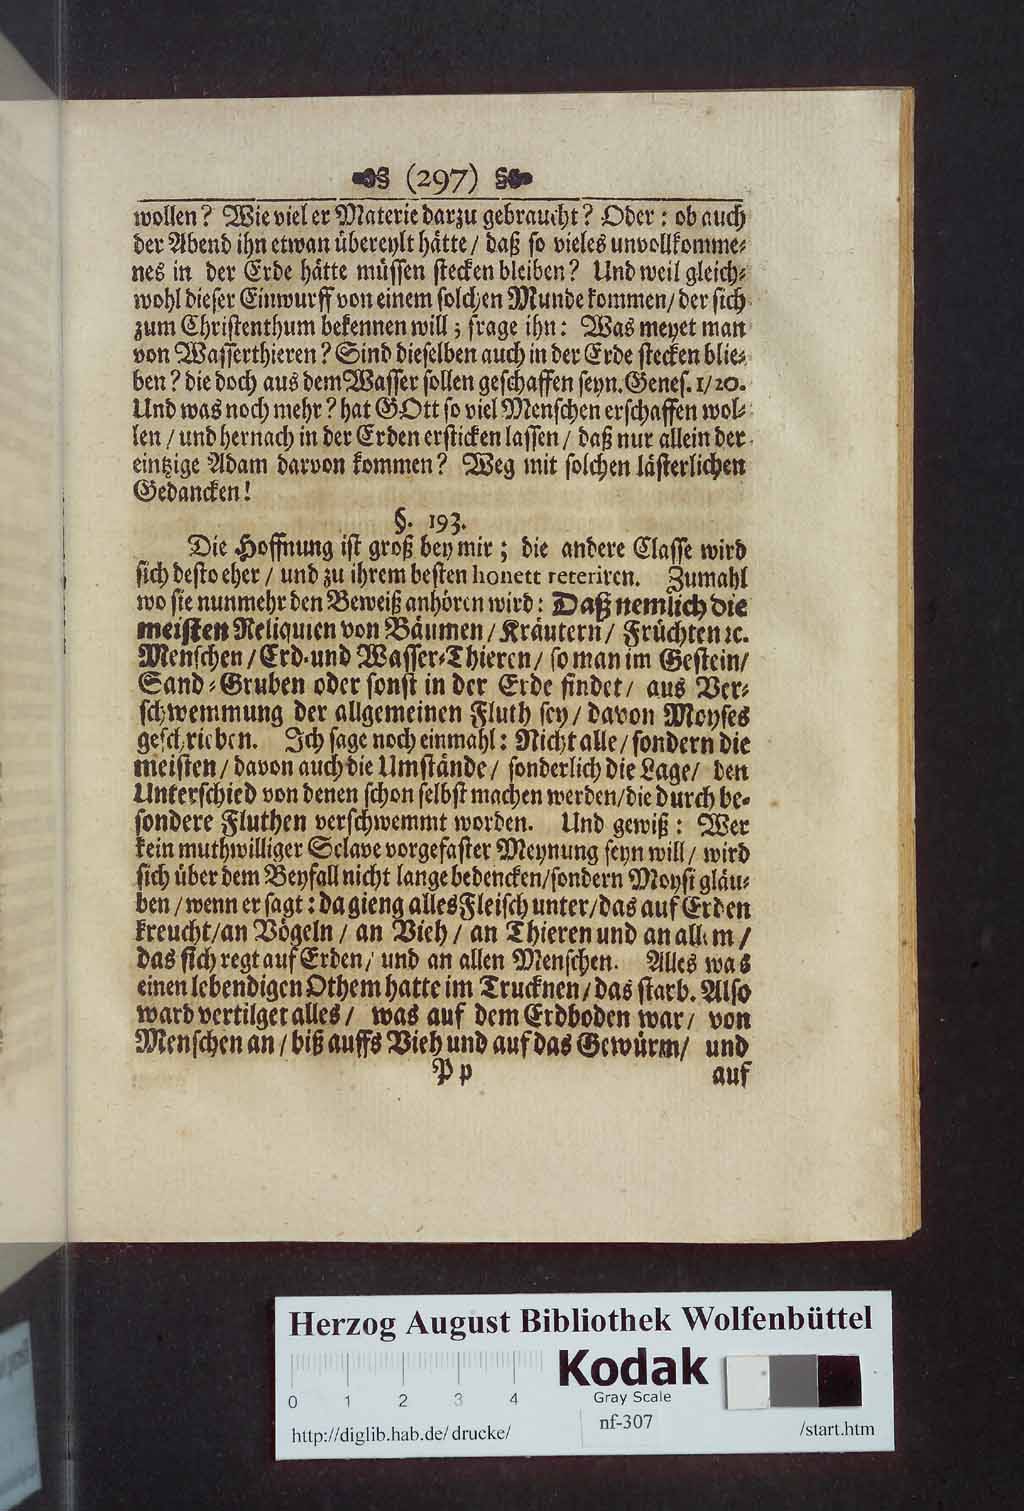 (297)
wollen? Wie viel er Materie darzu gebraucht? Oder: ob auch
der Abend ihn etwan übereylt hätte/ daß so vieles unvollkomme-
nes in der Erde hätte müssen stecken bleiben? Und weil gleich-
wohl dieser Einwurff von einem solchen Munde kommen/ der sich
zum Christenthum bekennen will; frage ihn: Was meyet man
von Wasserthieren? Sind dieselben auch in der Erde stecken blie-
ben? die doch aus dem Wasser sollen geschaffen seyn. Genes. 1/20.
Und was noch mehr? hat GOtt so viel Menschen erschaffen wol-
len/ und hernach in der Erden ersticken lassen/ daß nur allein der
eintzige Adam darvon kommen? Weg mit solchen lästerlichen
Gedancken!
§. 193.
Die Hoffnung ist groß bey mir; die andere Classe wird
sich desto eher/ und zu ihrem besten honett reteriren. Zumahl
wo sie nunmehr den Beweiß anhören wird: Daß nemlich die
meisten Reliquien von Bäumen/ Kräutern/ Früchten ꝛc.
Menschen/ Erd- und Wasser-Thieren/ so man im Gestein/
Sand-Gruben oder sonst in der Erde findet/ aus Ver-
schwemmung der allgemeinen Fluth sey/ davon Moyses
geschrieben. Ich sage noch einmahl: Nicht alle/ sondern die
meisten/ davon auch die Umstände/ sonderlich die Lage/ den
Unterschied von denen schon selbst machen werden/ die durch be-
sondere Fluthen verschwemmt worden. Und gewiß: Wer
kein muthwilliger Sclave vorgefaster Meynung seyn will/ wird
sich über dem Beyfall nicht lange bedencken/ sondern Moysi gläu-
ben/ wenn er sagt: da gieng alles Fleisch unter/ das auf Erden
kreucht/ an Vögeln/ an Vieh/ an Thieren und an allem/
das sich regt auf Erden/ und an allen Menschen. Alles was
einen lebendigen Othem hatte im Trucknen/ das starb. Also
ward vertilget alles/ was auf dem Erdboden war/ von
Menschen an/ biß auffs Vieh und auf das Gewürm/ und
P p auf
Herzog August Bibliothek Wolfenbüttel
Kodak
Gray Scale
0 1 2 3 4
nf-307
http://diglib.hab.de/drucke/ /start.htm